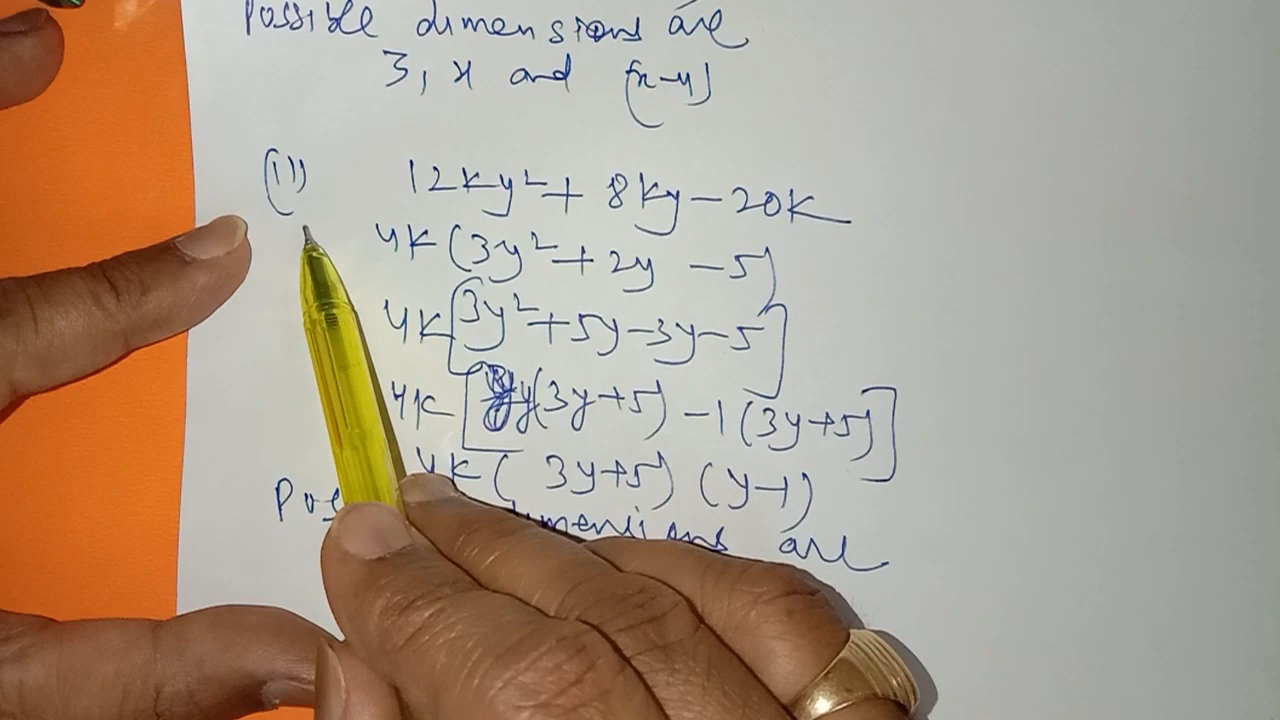 Possible dimensions are
3, x and (x-4)
(ii) 12ky² + 8ky - 20k
4k (3y² + 2y - 5)
4k [3y² + 5y - 3y - 5]
4k [y(3y+5) - 1 (3y+5)]
4k (3y+5) (y-1)
dimensions are